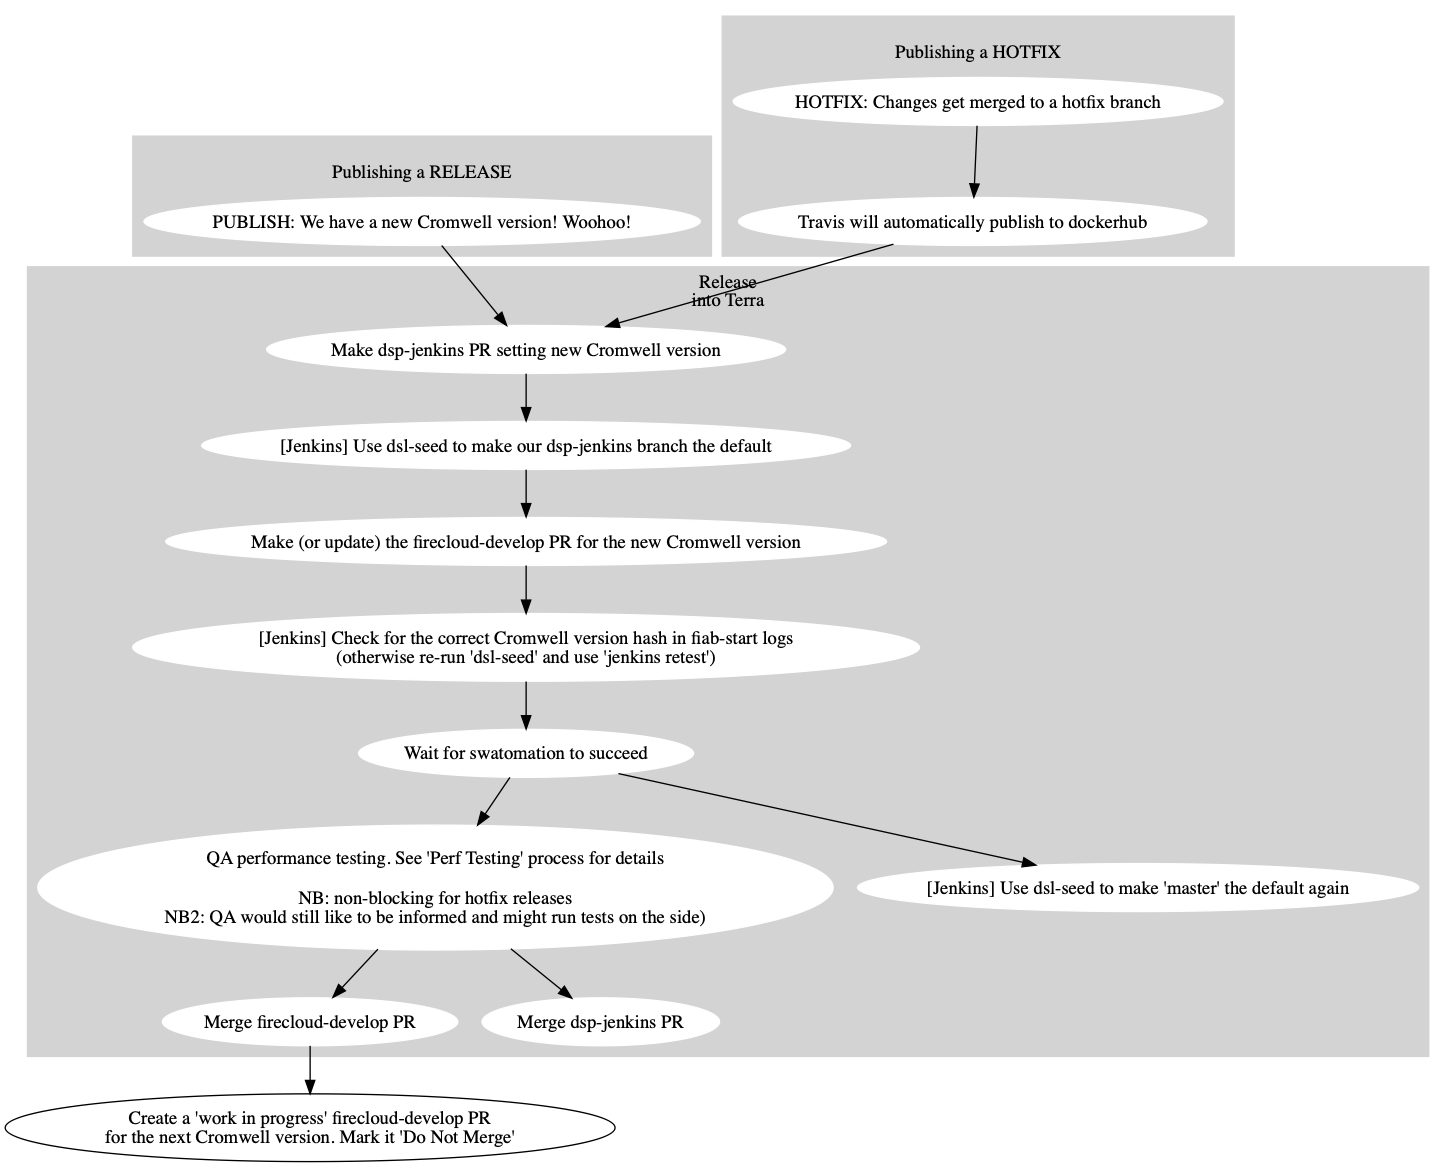 Publishing a HOTFIX
HOTFIX: Changes get merged to a hotfix branch
Publishing a RELEASE
PUBLISH: We have a new Cromwell version! Woohoo!
Travis will automatically publish to dockerhub
Release
into Terra
Make dsp-jenkins PR setting new Cromwell version
[Jenkins] Use dsl-seed to make our dsp-jenkins branch the default
Make (or update) the firecloud-develop PR for the new Cromwell version
[Jenkins] Check for the correct Cromwell version hash in fiab-start logs
(otherwise re-run 'dsl-seed' and use 'jenkins retest')
Wait for swatomation to succeed
QA performance testing. See 'Perf Testing' process for details
NB: non-blocking for hotfix releases
NB2: QA would still like to be informed and might run tests on the side)
[Jenkins] Use dsl-seed to make 'master' the default again
Merge firecloud-develop PR
Merge dsp-jenkins PR
Create a 'work in progress' firecloud-develop PR
for the next Cromwell version. Mark it 'Do Not Merge'